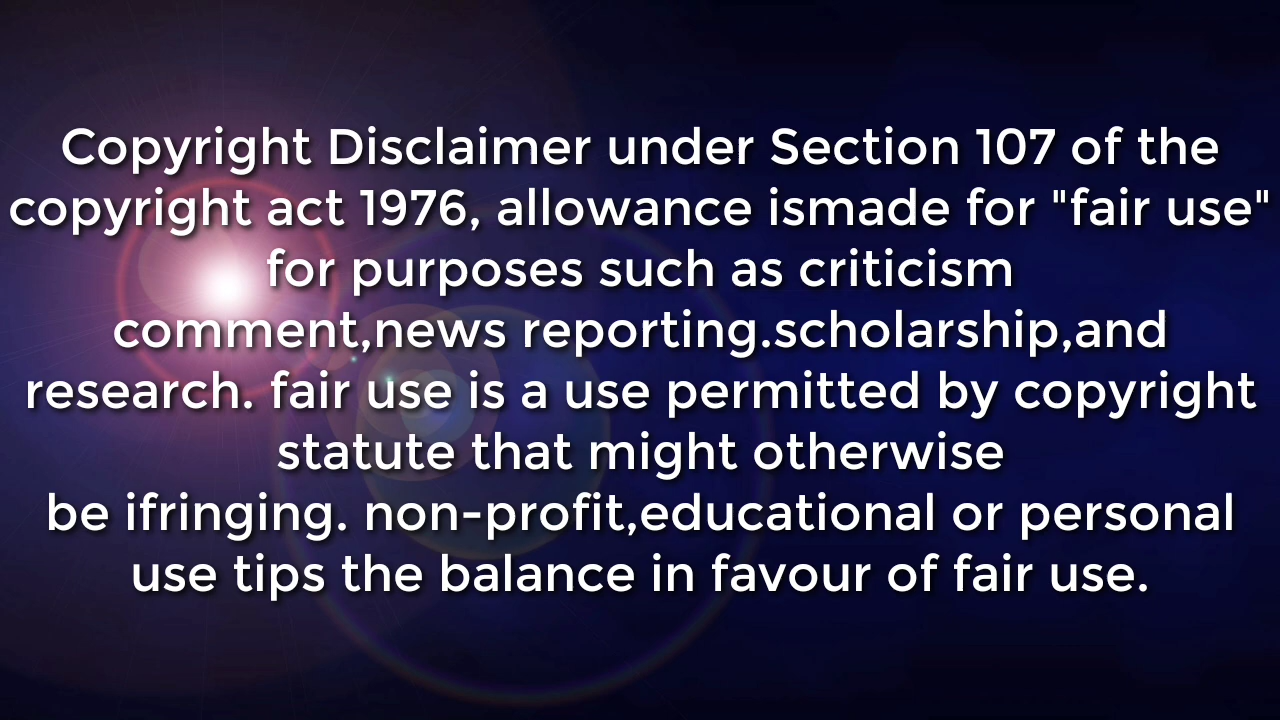 Copyright Disclaimer under Section 107 of the
copyright act 1976, allowance ismade for "fair use"
for purposes such as criticism
comment,news reporting.scholarship,and
research. fair use is a use permitted by copyright
statute that might otherwise
be ifringing. non-profit,educational or personal
use tips the balance in favour of fair use.